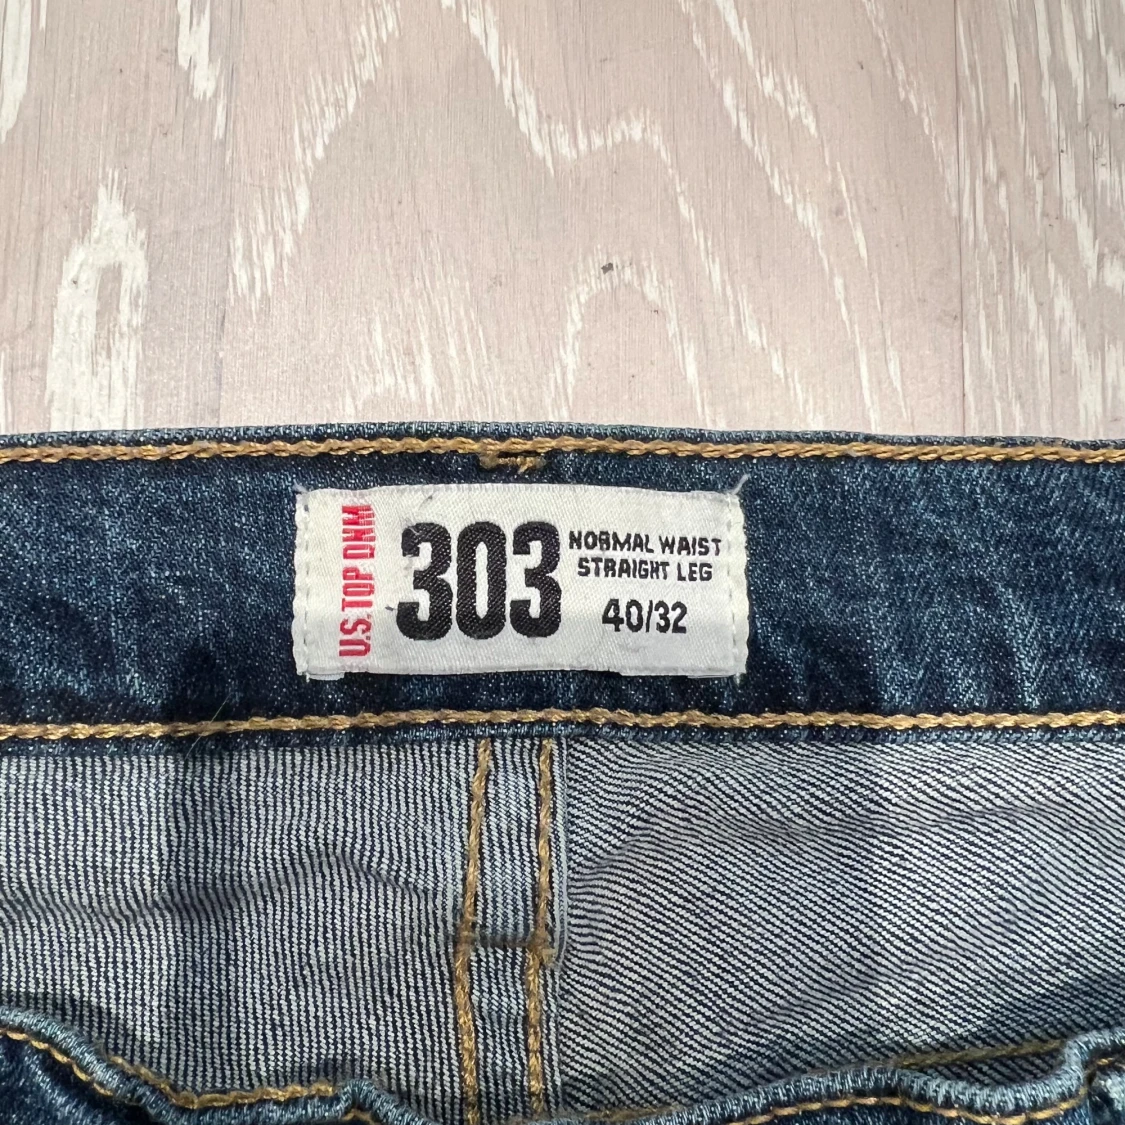 U.S. TOP DNM
303
NORMAL WAIST
STRAIGHT LEG
40/32